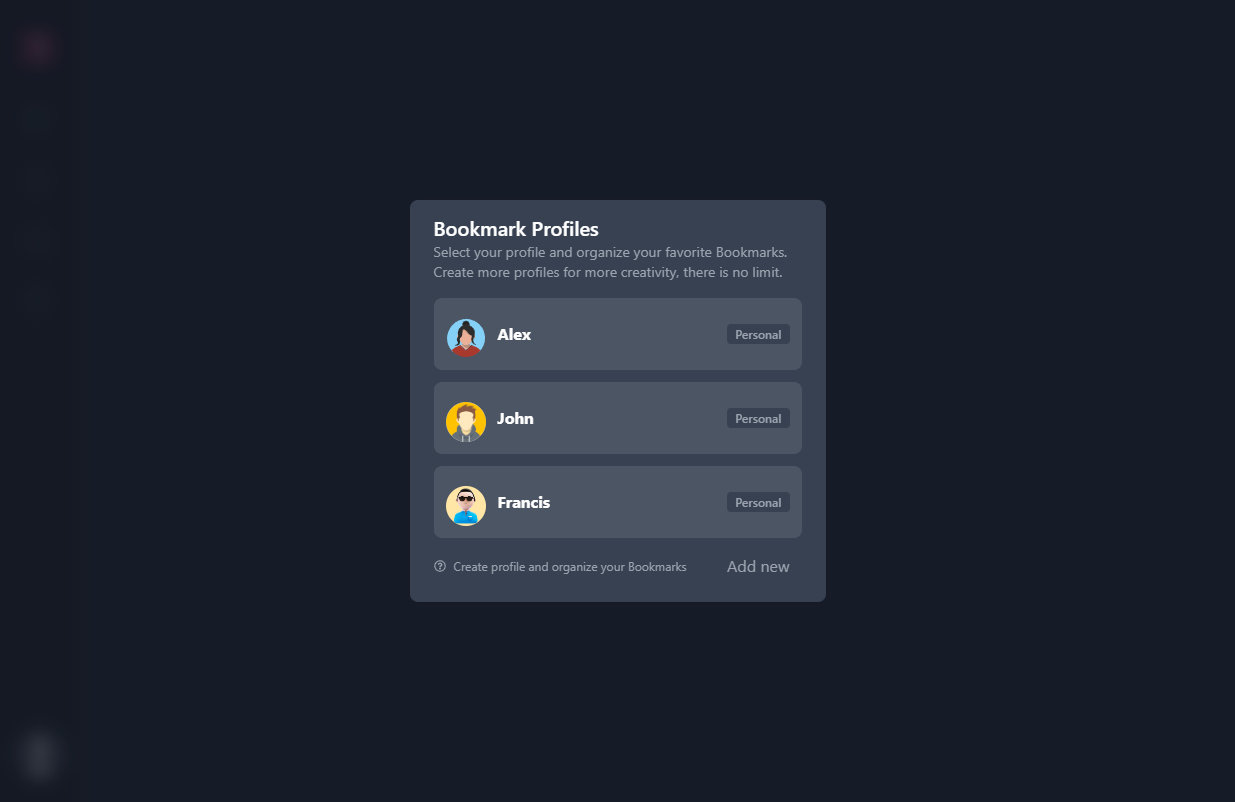 Bookmark Profiles
Select your profile and organize your favorite Bookmarks.
Create more profiles for more creativity, there is no limit.
Alex
Personal
John
Personal
Francis
Personal
Create profile and organize your Bookmarks
Add new